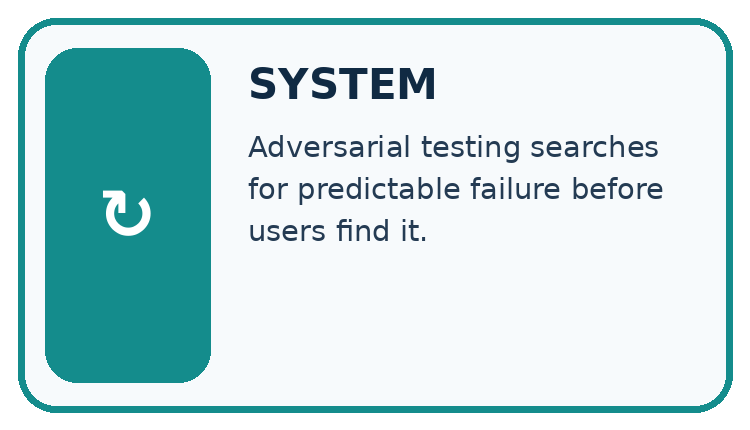 SYSTEM
Adversarial testing searches
for predictable failure before
users find it.